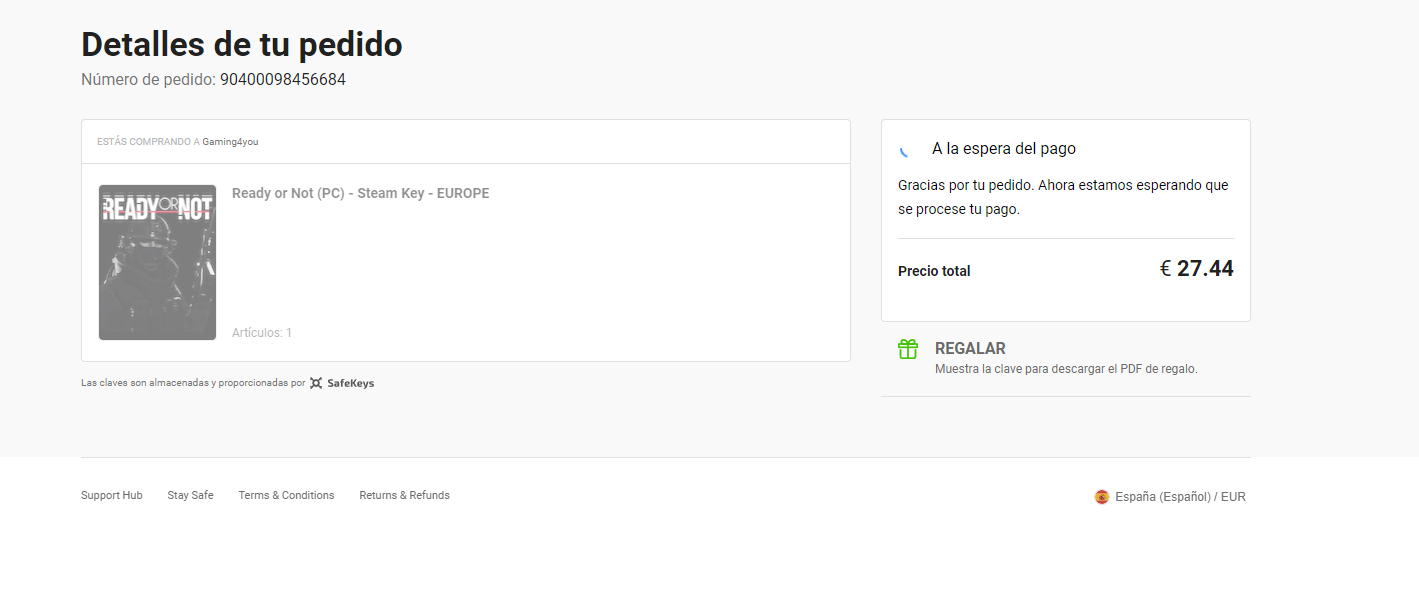 Detalles de tu pedido
Número de pedido: 90400098456684
ESTÁS COMPRANDO A Gaming4you
READY OR NOT
Ready or Not (PC) - Steam Key - EUROPE
Artículos: 1
Las claves son almacenadas y proporcionadas por SafeKeys
A la espera del pago
Gracias por tu pedido. Ahora estamos esperando que
se procese tu pago.
Precio total € 27.44
REGALAR
Muestra la clave para descargar el PDF de regalo.
Support Hub Stay Safe Terms & Conditions Returns & Refunds
España (Español) / EUR